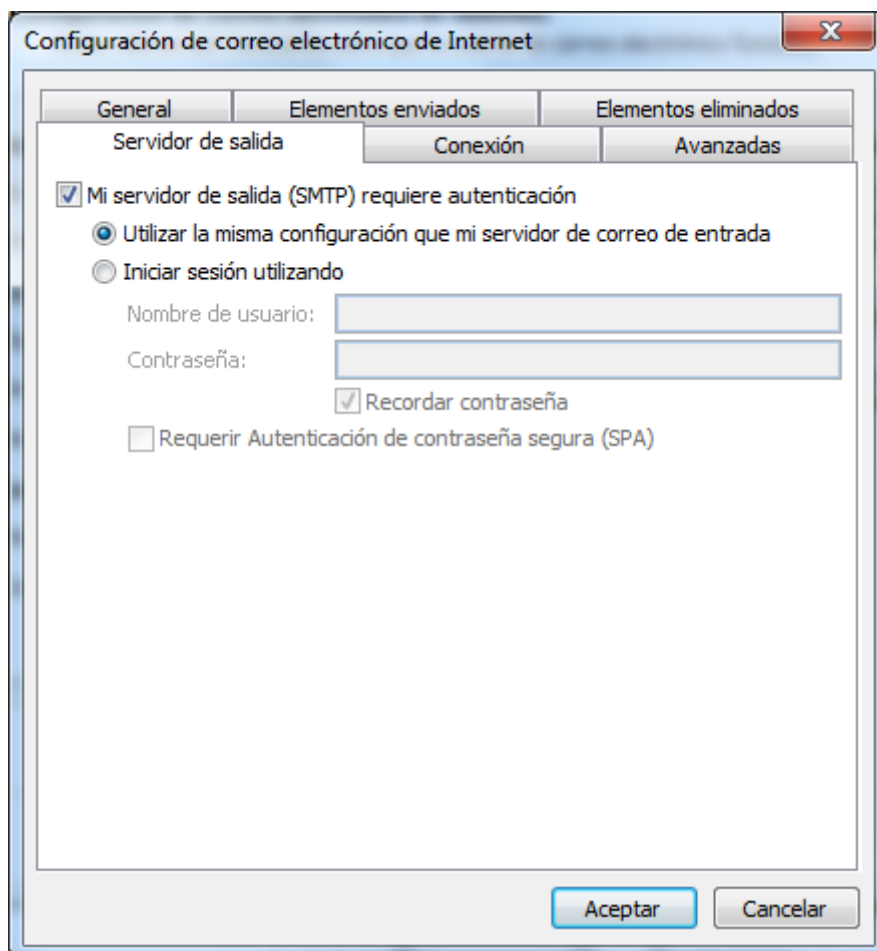 Configuración de correo electrónico de Internet
General Elementos enviados Elementos eliminados
Servidor de salida Conexión Avanzadas
Mi servidor de salida (SMTP) requiere autenticación
Utilizar la misma configuración que mi servidor de correo de entrada
Iniciar sesión utilizando
Nombre de usuario:
Contraseña:
Recordar contraseña
Requerir Autenticación de contraseña segura (SPA)
Aceptar Cancelar